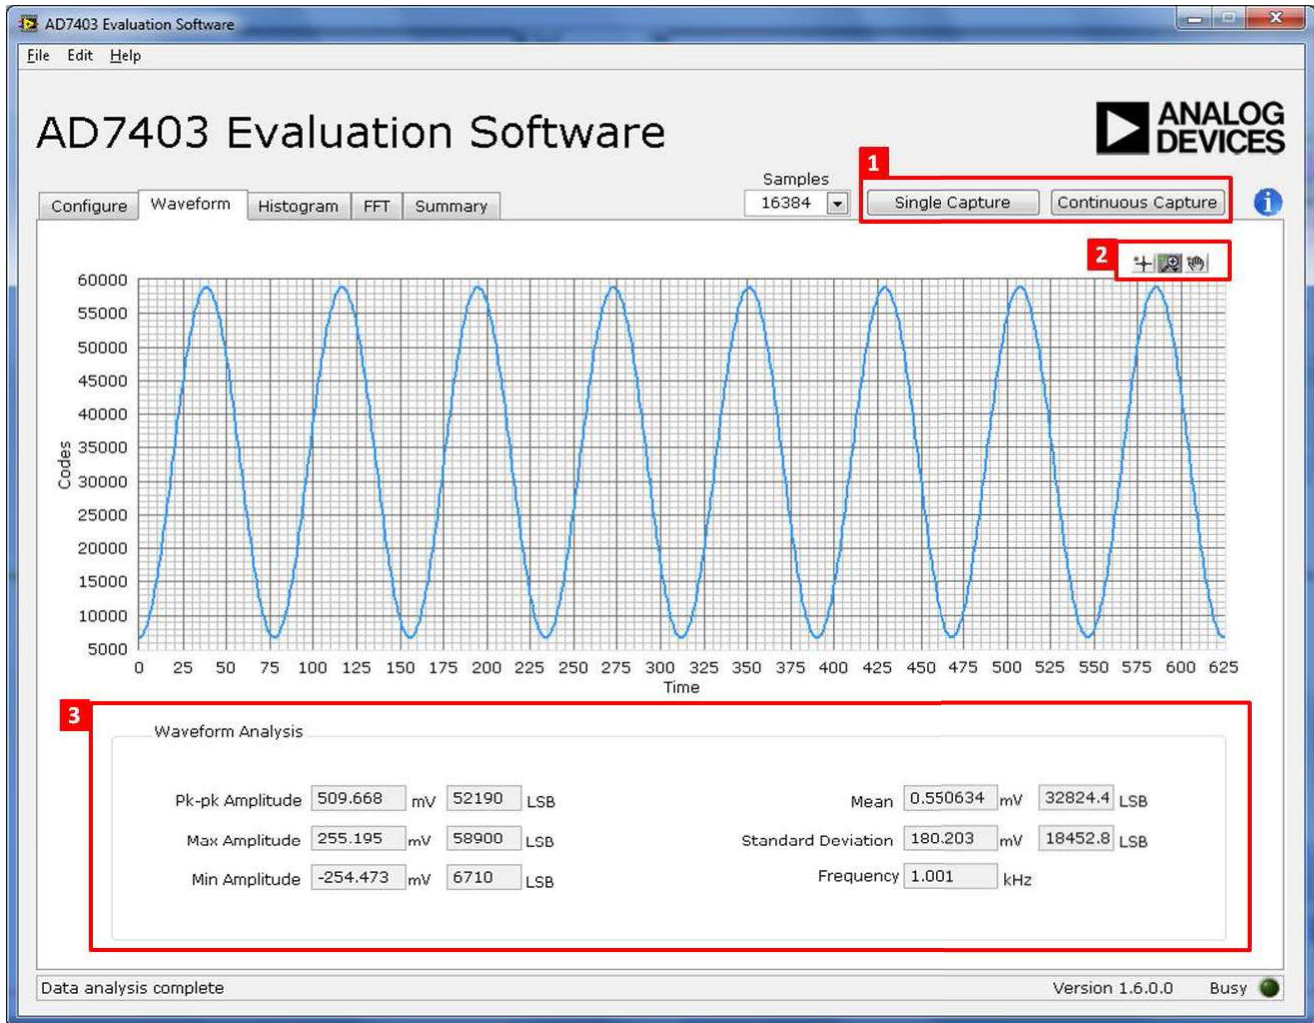 AD7403 Evaluation Software
File Edit Help
AD7403 Evaluation Software
ANALOG
DEVICES
1
Samples
Configure Waveform Histogram FFT Summary 16384 Single Capture Continuous Capture i
2
60000
55000
50000
45000
40000
35000
30000
25000
20000
15000
10000
5000
Codes
0 25 50 75 100 125 150 175 200 225 250 275 300 325 350 375 400 425 450 475 500 525 550 575 600 625
Time
3
Waveform Analysis
Pk-pk Amplitude 509.668 mV 52190 LSB
Max Amplitude 255.195 mV 58900 LSB
Min Amplitude -254.473 mV 6710 LSB
Mean 0.550634 mV 32824.4 LSB
Standard Deviation 180.203 mV 18452.8 LSB
Frequency 1.001 kHz
Data analysis complete Version 1.6.0.0 Busy